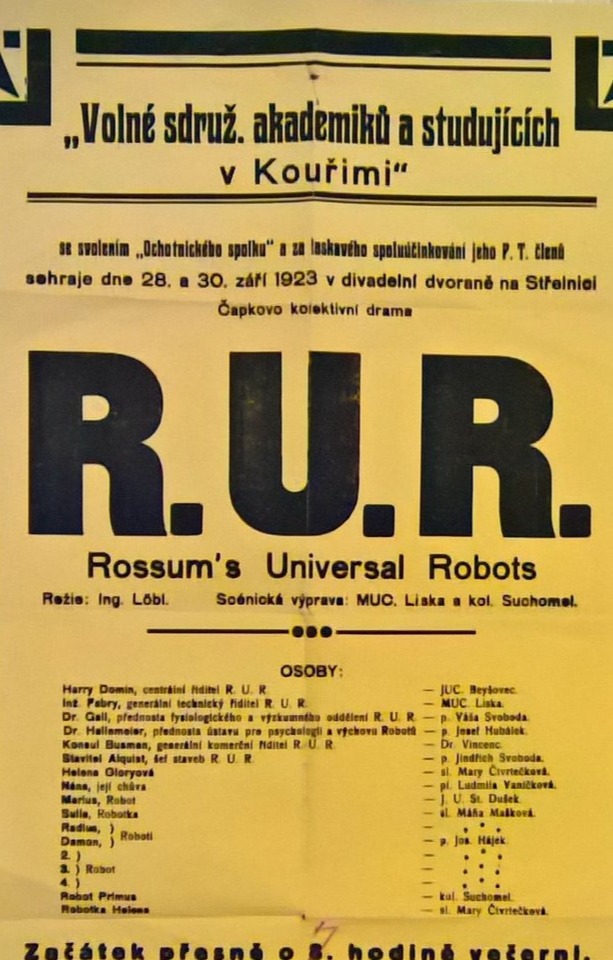 „Volné sdruž. akademiků a studujících
v Kouřimi“
se svolením „Ochotnického spolku“ a za laskavého spoluúčinkování jeho P. T. členů
sehraje dne 28. a 30. září 1923 v divadelní dvoraně na Střelnici
Čapkovo kolektivní drama
R.U.R.
Rossum's Universal Robots
Režie: Ing. Löbl. Scénická výprava: MUC. Liska a kol. Suchomel.
OSOBY:
Harry Domin, centrální řiditel R. U. R. — JUC. Beyšovec.
Inž. Fabry, generální technický řiditel R. U. R. — MUC. Liska.
Dr. Gall, přednosta fysiologického a výzkumného oddělení R. U. R. — p. Váša Svoboda.
Dr. Hallemeier, přednosta ústavu pro psychologii a výchovu Robotů — p. Josef Hubálek.
Konsul Busman, generální komerční řiditel R. U. R. — Dr. Vincenc.
Stavitel Alquist, šef staveb R. U. R. — p. Jindřich Svoboda.
Helena Gloryová — sl. Mary Čtvrtečková.
Nána, její chůva — pí. Ludmila Vaníčková.
Marius, Robot — J. U. St. Dušek.
Sulla, Robotka — sl. Máňa Mašková.
Radius, ) — * * *
Damon, ) Roboti — p. Jos. Hájek.
2. ) — * * *
3. ) Robot — * * *
4. ) — * * *
Robot Primus — kol. Suchomel.
Robotka Helena — sl. Mary Čtvrtečková.
Začátek přesně o 8. hodině večerní.